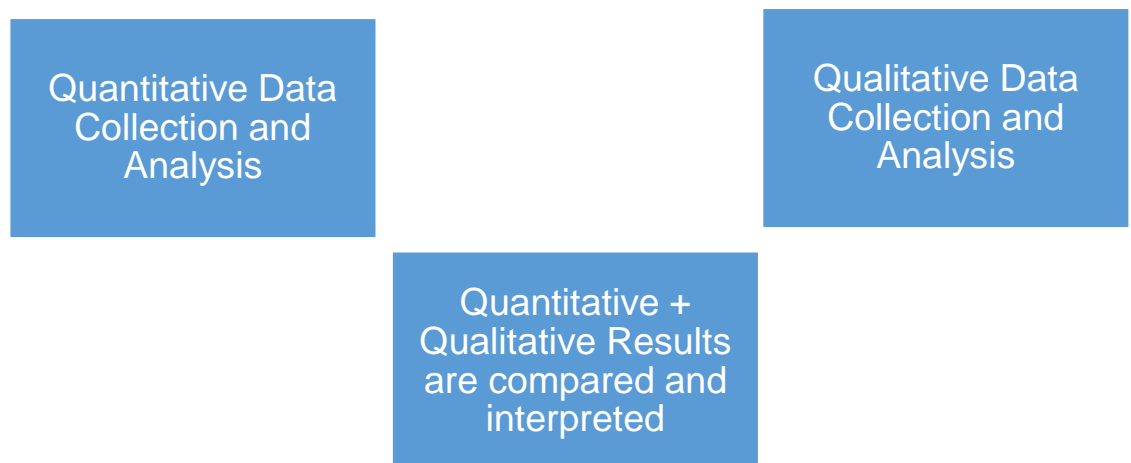 Quantitative Data
Collection and
Analysis
Qualitative Data
Collection and
Analysis
Quantitative +
Qualitative Results
are compared and
interpreted